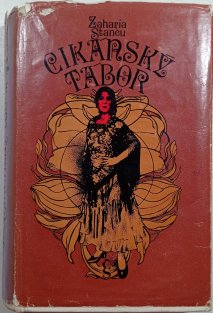 Zaharia
Stancu
CIKÁNSKÝ
TÁBOR